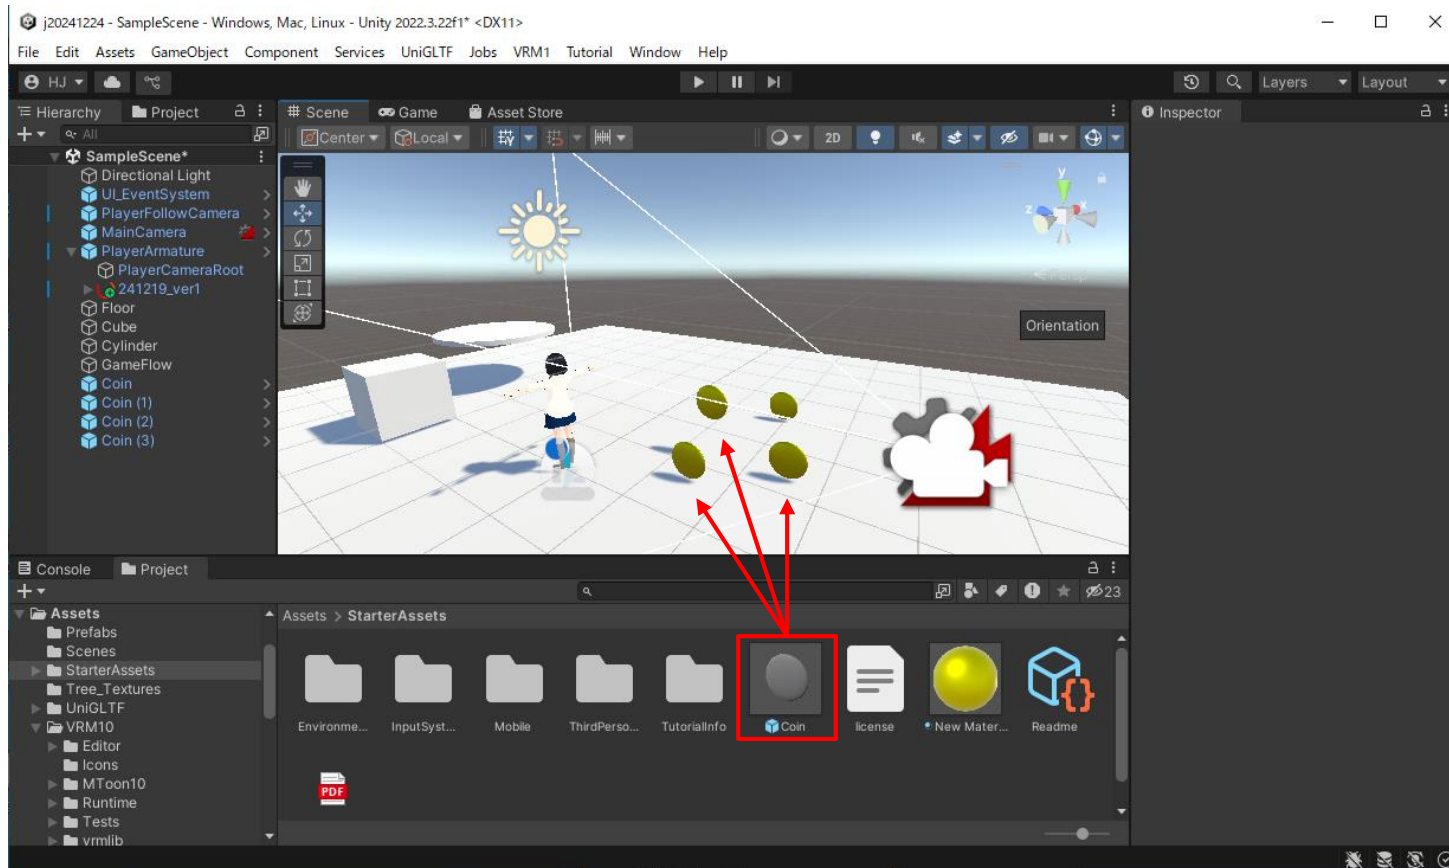 j20241224 - SampleScene - Windows, Mac, Linux - Unity 2022.3.22f1* <DX11>
File Edit Assets GameObject Component Services UniGLTF Jobs VRM1 Tutorial Window Help
HJ Layers Layout
Hierarchy Project Scene Game Asset Store Inspector
All Center Local 2D
SampleScene*
Directional Light
UI_EventSystem
PlayerFollowCamera
MainCamera
PlayerArmature
PlayerCameraRoot
241219_ver1
Floor
Cube
Cylinder
GameFlow
Coin
Coin (1)
Coin (2)
Coin (3)
y
z x
Persp
Orientation
Console Project
23
Assets
Prefabs
Scenes
StarterAssets
Tree_Textures
UniGLTF
VRM10
Editor
Icons
MToon10
Runtime
Tests
vrmlib
Assets > StarterAssets
Environme... InputSyst... Mobile ThirdPerso... TutorialInfo Coin license New Mater... Readme
PDF